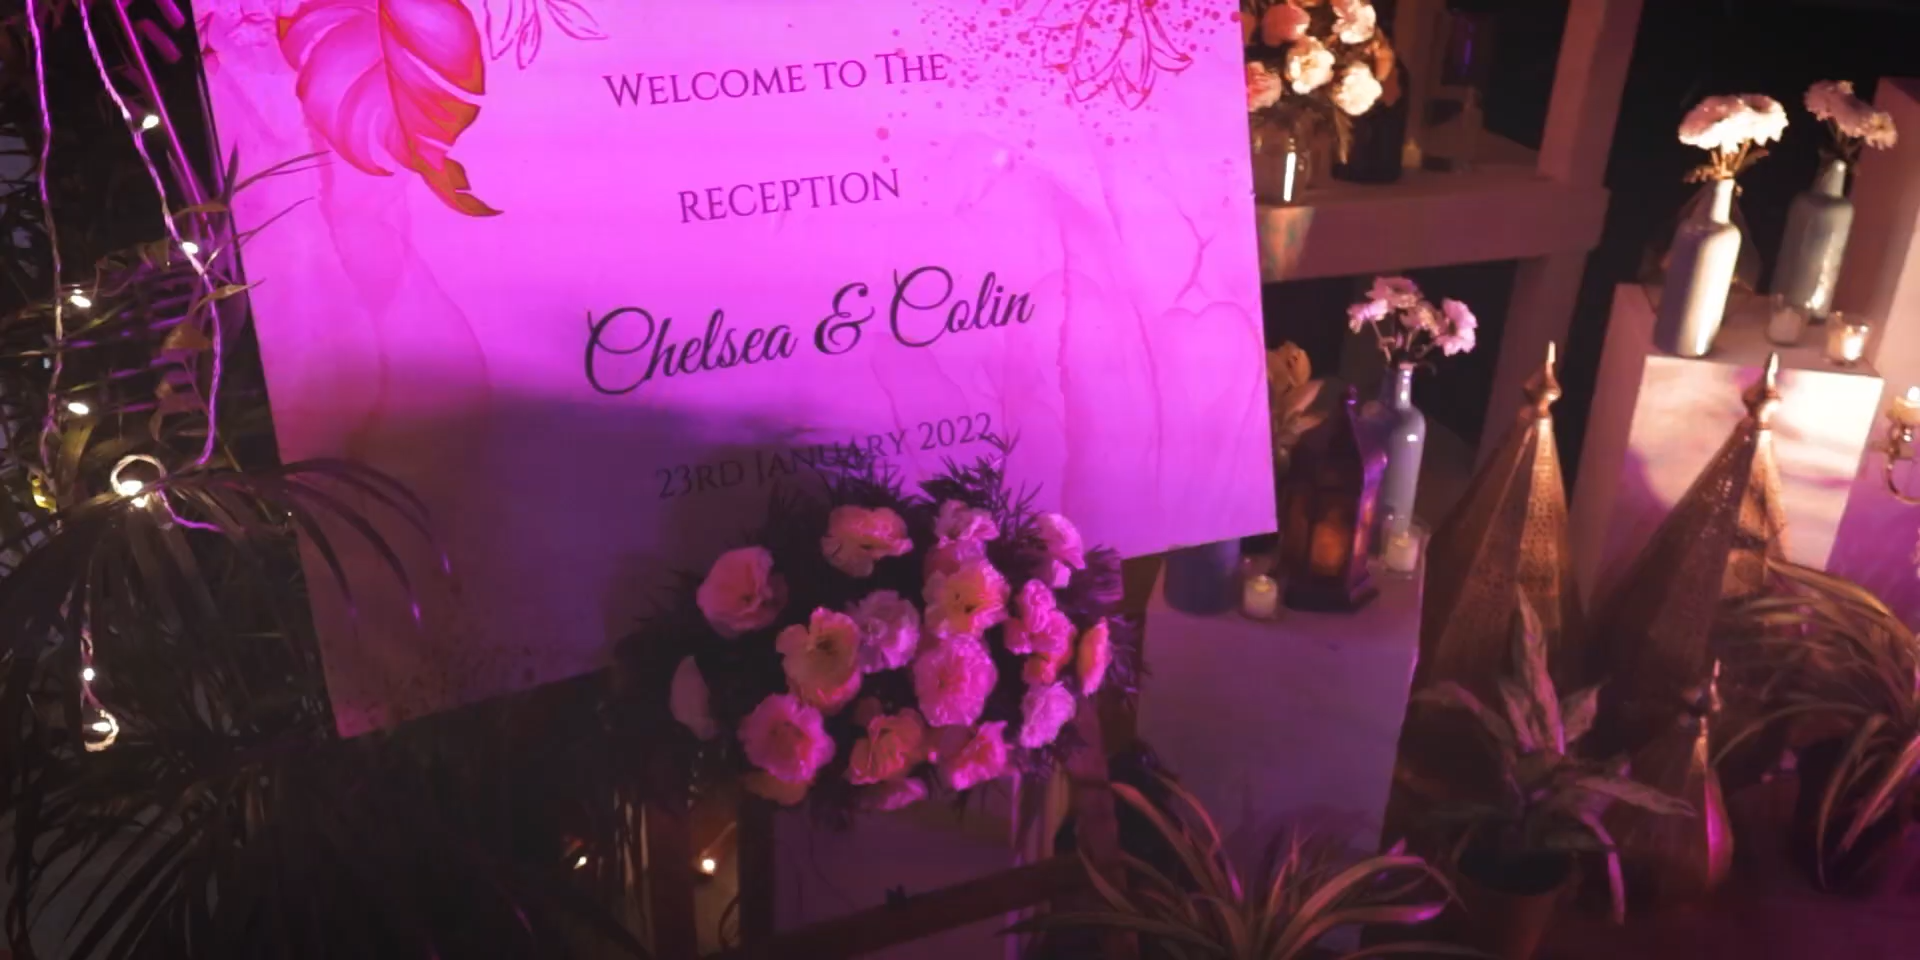 Welcome to The
RECEPTION
Chelsea & Colin
23RD JANUARY 2022